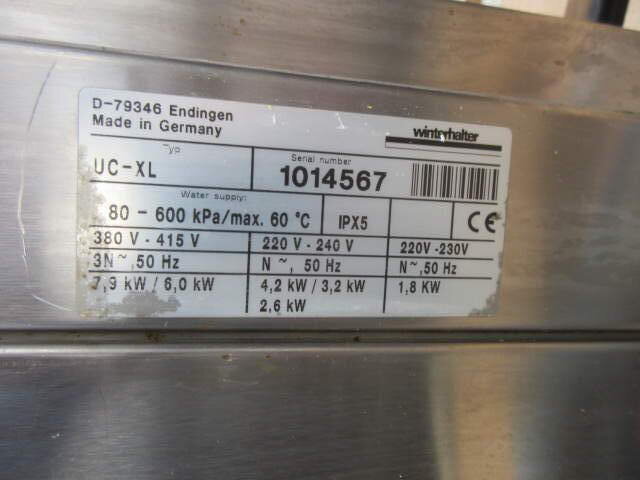 D-79346 Endingen
Made in Germany
winterhalter
Typ
UC-XL
Serial number
1014567
Water supply:
80 - 600 kPa/max. 60 °C
IPX5
CE
380 V - 415 V
220 V - 240 V
220V -230V
3N ~, 50 Hz
N ~, 50 Hz
N ~, 50 Hz
7,9 kW / 6,0 kW
4,2 kW / 3,2 kW
1,8 KW
2,6 kW